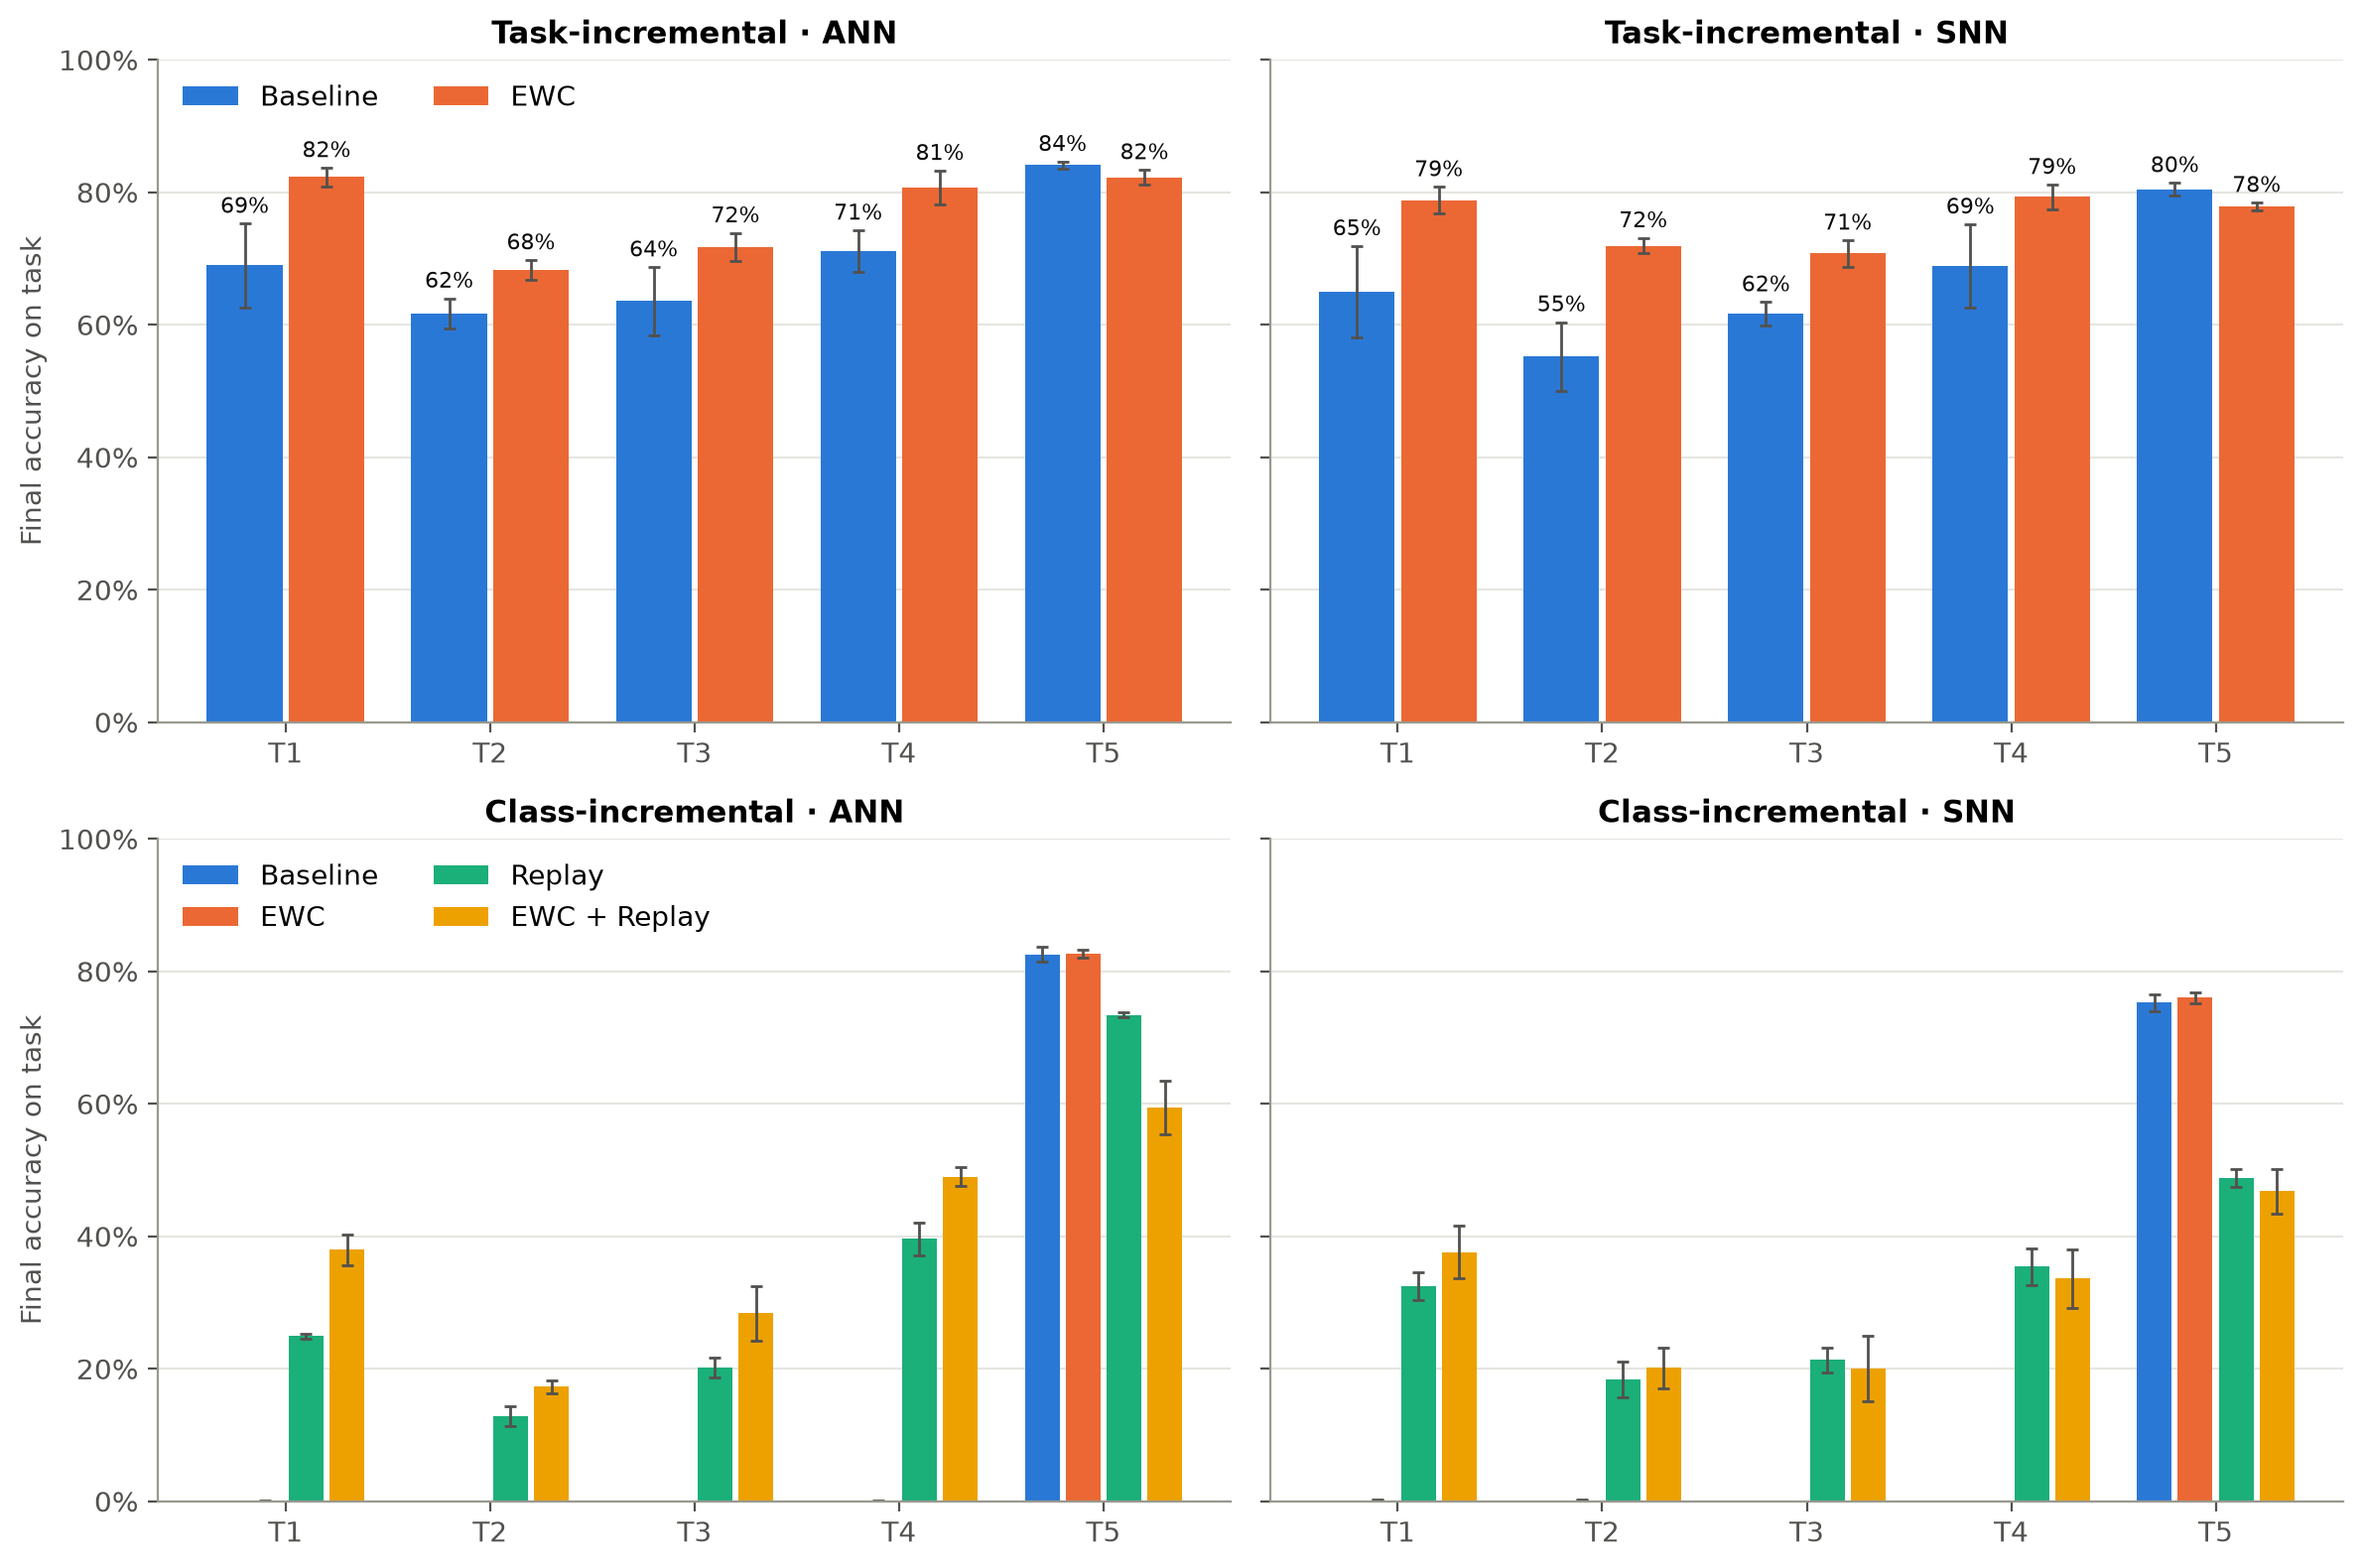 Task-incremental · ANN
Task-incremental · SNN
Final accuracy on task
100%
80%
60%
40%
20%
0%
Baseline
EWC
69%
82%
62%
68%
64%
72%
71%
81%
84%
82%
T1
T2
T3
T4
T5
65%
79%
55%
72%
62%
71%
69%
79%
80%
78%
T1
T2
T3
T4
T5
Class-incremental · ANN
Class-incremental · SNN
Final accuracy on task
100%
80%
60%
40%
20%
0%
Baseline
EWC
Replay
EWC + Replay
T1
T2
T3
T4
T5
T1
T2
T3
T4
T5